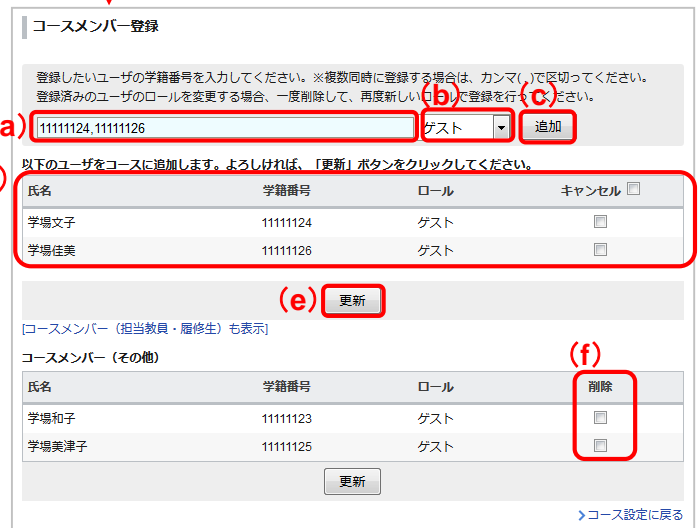 コースメンバー登録
登録したいユーザの学籍番号を入力してください。※複数同時に登録する場合は、カンマ( , )で区切ってください。
登録済みのユーザのロールを変更する場合、一度削除して、再度新しいロールで登録を行ってください。
(b) (c)
a) 11111124,11111126 ゲスト 追加
以下のユーザをコースに追加します。よろしければ、「更新」ボタンをクリックしてください。
)
氏名 学籍番号 ロール キャンセル
学場文子 11111124 ゲスト
学場佳美 11111126 ゲスト
(e) 更新
[コースメンバー（担当教員・履修生）も表示]
コースメンバー（その他） (f)
氏名 学籍番号 ロール 削除
学場和子 11111123 ゲスト
学場美津子 11111125 ゲスト
更新
コース設定に戻る